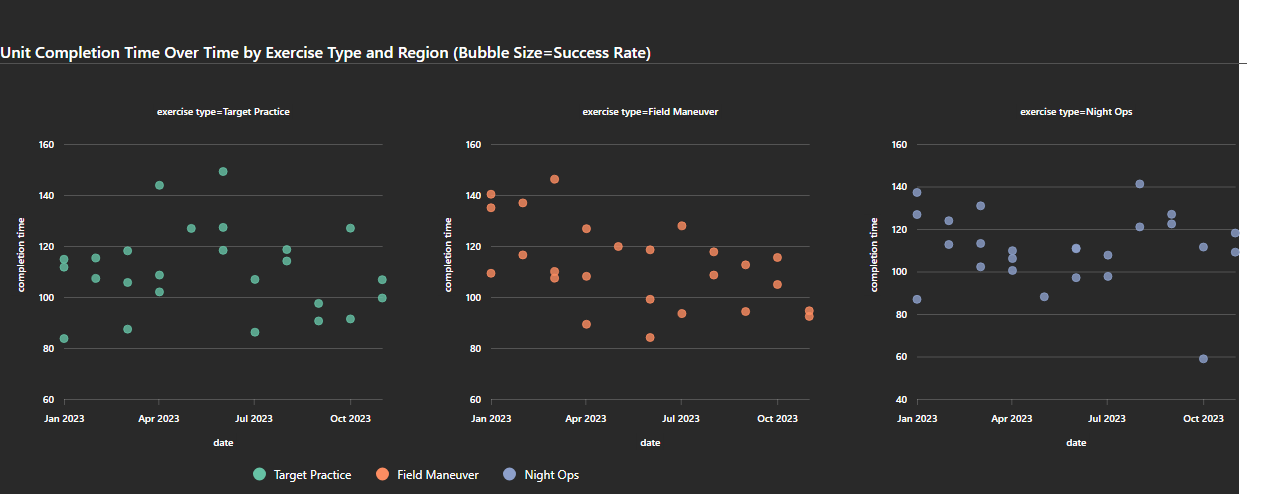 Unit Completion Time Over Time by Exercise Type and Region (Bubble Size=Success Rate)
exercise type=Target Practice
160
140
120
100
80
60
completion time
Jan 2023 Apr 2023 Jul 2023 Oct 2023
date
exercise type=Field Maneuver
160
140
120
100
80
60
completion time
Jan 2023 Apr 2023 Jul 2023 Oct 2023
date
exercise type=Night Ops
160
140
120
100
80
60
40
completion time
Jan 2023 Apr 2023 Jul 2023 Oct 2023
date
Target Practice Field Maneuver Night Ops